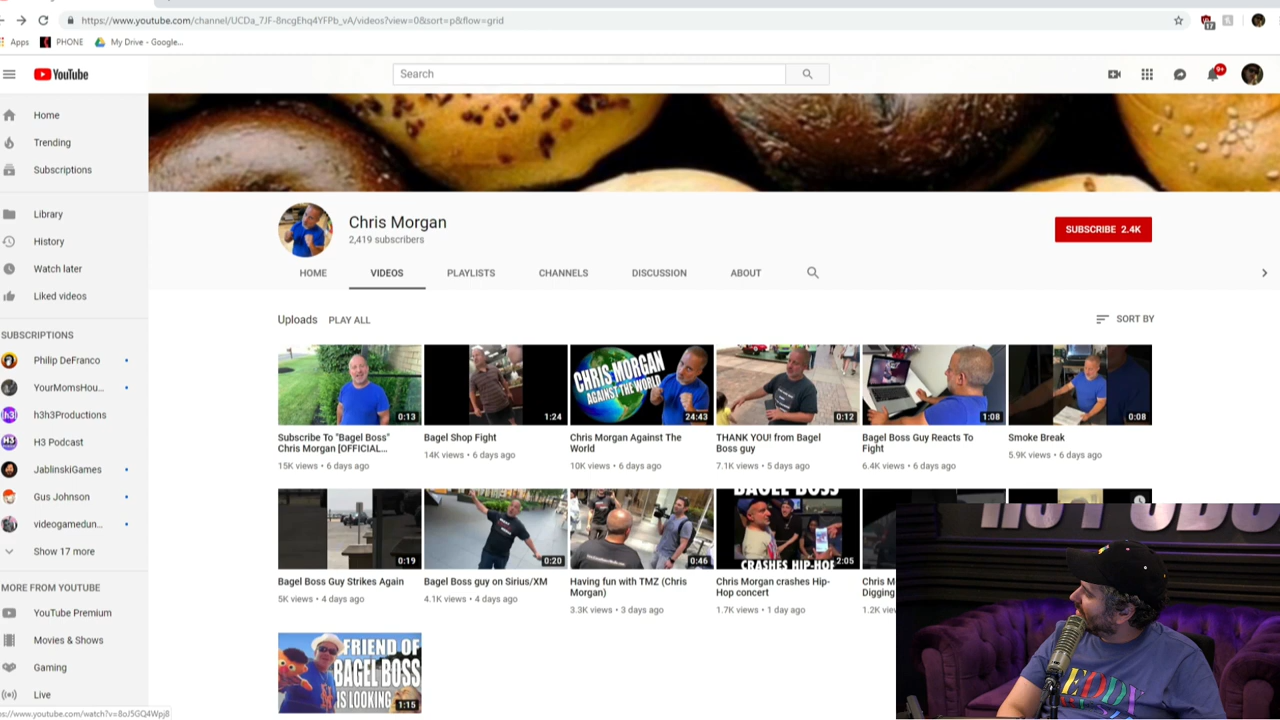 https://www.youtube.com/channel/UCDa_7JF-8ncgEhq4YFPb_vA/videos?view=0&sort=p&flow=grid
17
Apps
PHONE
My Drive - Google...
YouTube
Search
9+
Home
Trending
Subscriptions
Library
History
Watch later
Liked videos
SUBSCRIPTIONS
Philip DeFranco
YourMomsHou...
h3h3Productions
H3 Podcast
JablinskiGames
Gus Johnson
videogamedun...
Show 17 more
MORE FROM YOUTUBE
YouTube Premium
Movies & Shows
Gaming
Live
s://www.youtube.com/watch?v=8oJ5GQ4Wpj8
Chris Morgan
2,419 subscribers
SUBSCRIBE 2.4K
HOME
VIDEOS
PLAYLISTS
CHANNELS
DISCUSSION
ABOUT
Uploads
PLAY ALL
SORT BY
0:13
Subscribe To "Bagel Boss"
Chris Morgan [OFFICIAL...
15K views • 6 days ago
1:24
Bagel Shop Fight
14K views • 6 days ago
CHRIS MORGAN
AGAINST THE WORLD
24:43
Chris Morgan Against The
World
10K views • 6 days ago
0:12
THANK YOU! from Bagel
Boss guy
7.1K views • 5 days ago
1:08
Bagel Boss Guy Reacts To
Fight
6.4K views • 6 days ago
0:08
Smoke Break
5.9K views • 6 days ago
0:19
Bagel Boss Guy Strikes Again
5K views • 4 days ago
0:20
Bagel Boss guy on Sirius/XM
4.1K views • 4 days ago
0:46
Having fun with TMZ (Chris
Morgan)
3.3K views • 3 days ago
BAGEL BOSS
CRASHES HIP-HOP
2:05
Chris Morgan crashes Hip-
Hop concert
1.7K views • 1 day ago
Chris M
Digging
1.2K vie
FRIEND OF
BAGEL BOSS
IS LOOKING
1:15